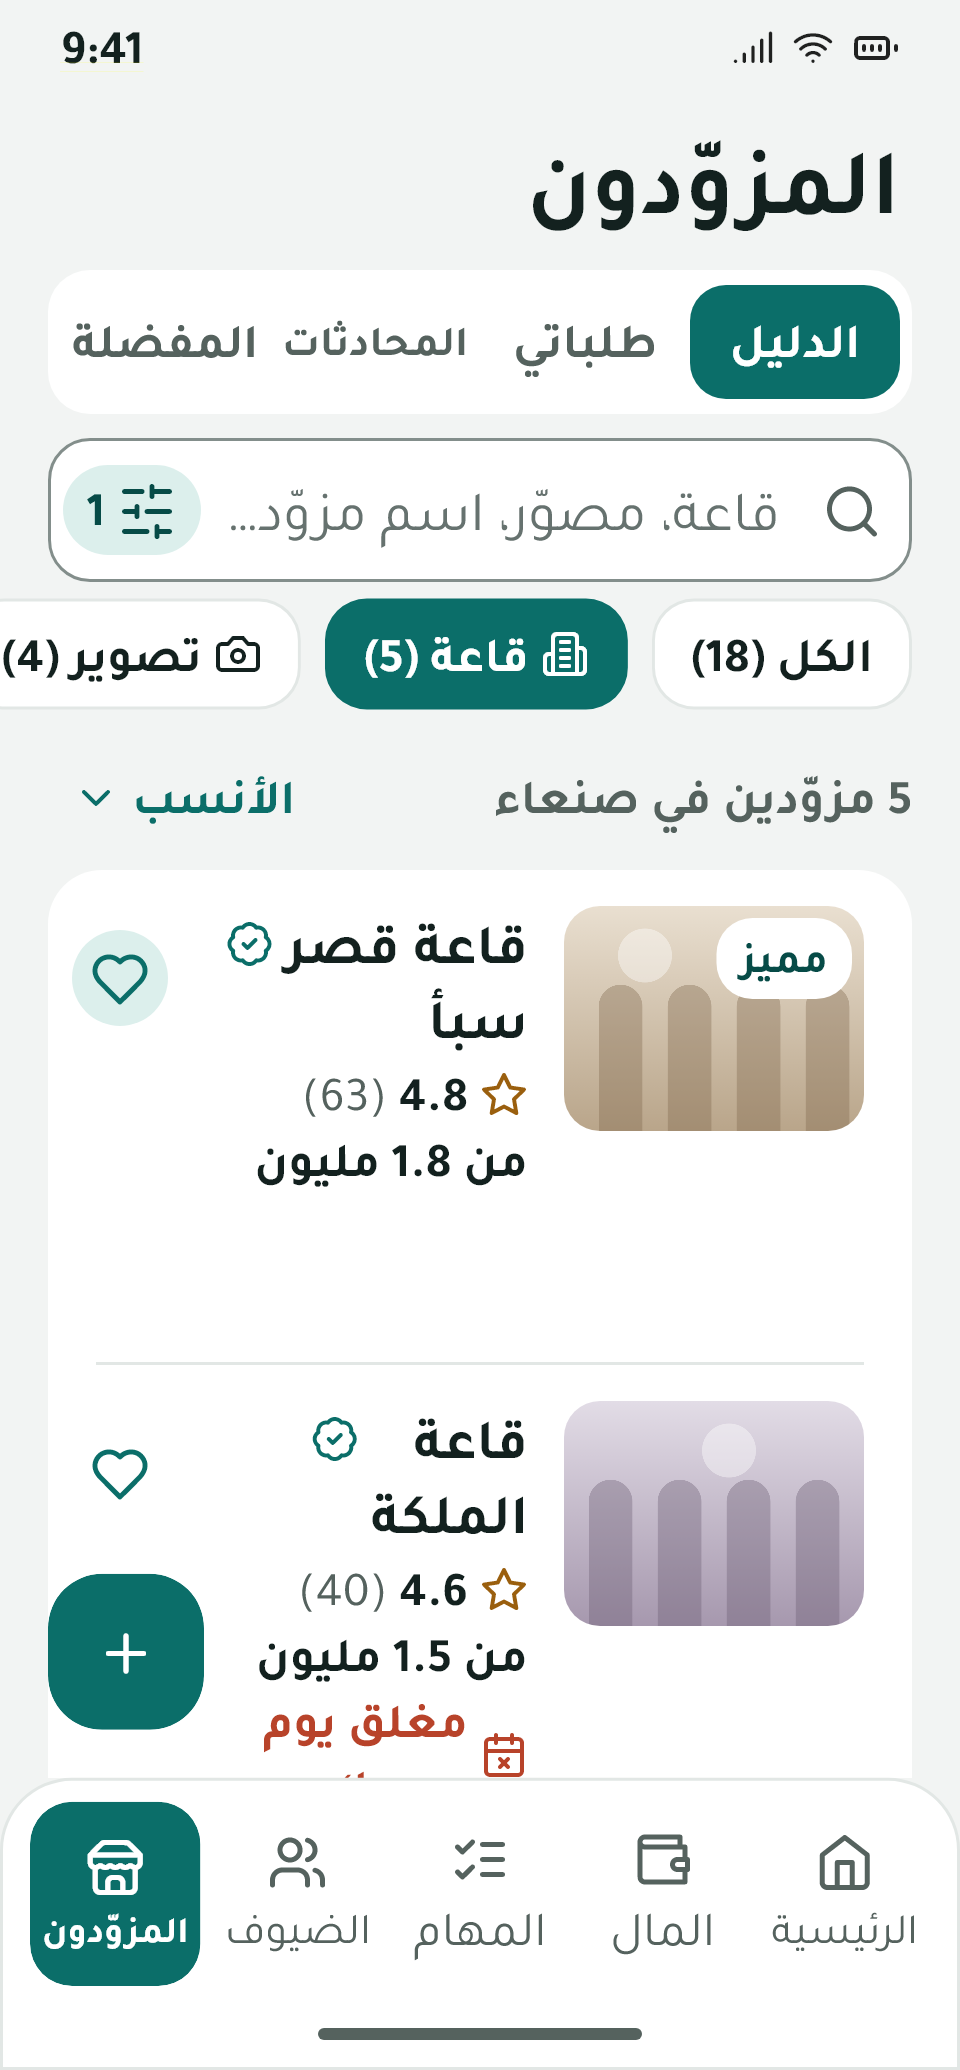 9:41
المزوّدون
الدليل
طلباتي
المحادثات
المفضلة
قاعة، مصوّر، اسم مزوّد...
1
الكل (18)
قاعة (5)
تصوير (4)
5 مزوّدين في صنعاء
الأنسب
مميز
قاعة قصر
سبأ
4.8 (63)
من 1.8 مليون
قاعة
الملكة
4.6 (40)
من 1.5 مليون
مغلق يوم
الرئيسية
المال
المهام
الضيوف
المزوّدون